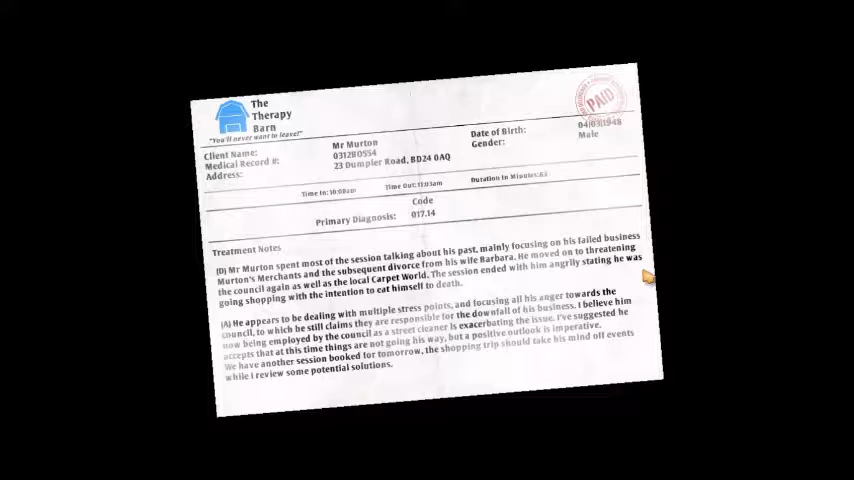 The
Therapy
Barn
"You'll never want to leave!"
PAID
Client Name: Mr Murton
Date of Birth: 04/03/1948
Medical Record #: 031280554
Gender: Male
Address: 23 Dumpler Road, BD24 0AQ
Time In: 10:00am Time Out: 11:03am Duration In Minutes: 63
Code
Primary Diagnosis: 017.14
Treatment Notes
(D) Mr Murton spent most of the session talking about his past, mainly focusing on his failed business
Murton's Merchants and the subsequent divorce from his wife Barbara. He moved on to threatening
the council again as well as the local Carpet World. The session ended with him angrily stating he was
going shopping with the intention to eat himself to death.
(A) He appears to be dealing with multiple stress points, and focusing all his anger towards the
council, to which he still claims they are responsible for the downfall of his business. I believe him
now being employed by the council as a street cleaner is exacerbating the issue. I've suggested he
accepts that at this time things are not going his way, but a positive outlook is imperative.
We have another session booked for tomorrow, the shopping trip should take his mind off events
while I review some potential solutions.